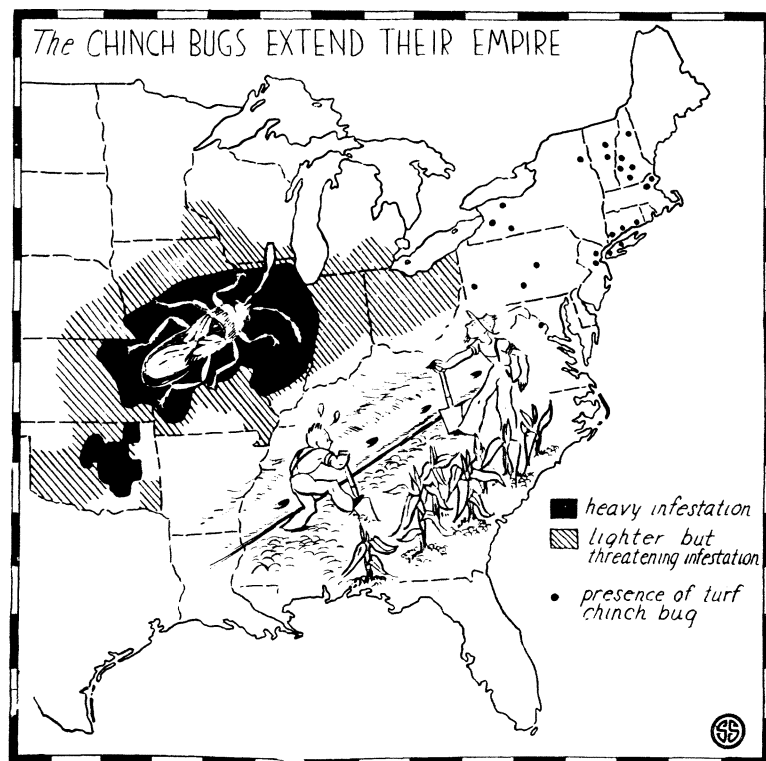 The CHINCH BUGS EXTEND THEIR EMPIRE
heavy infestation
lighter but
threatening infestation
presence of turf
chinch bug
SS